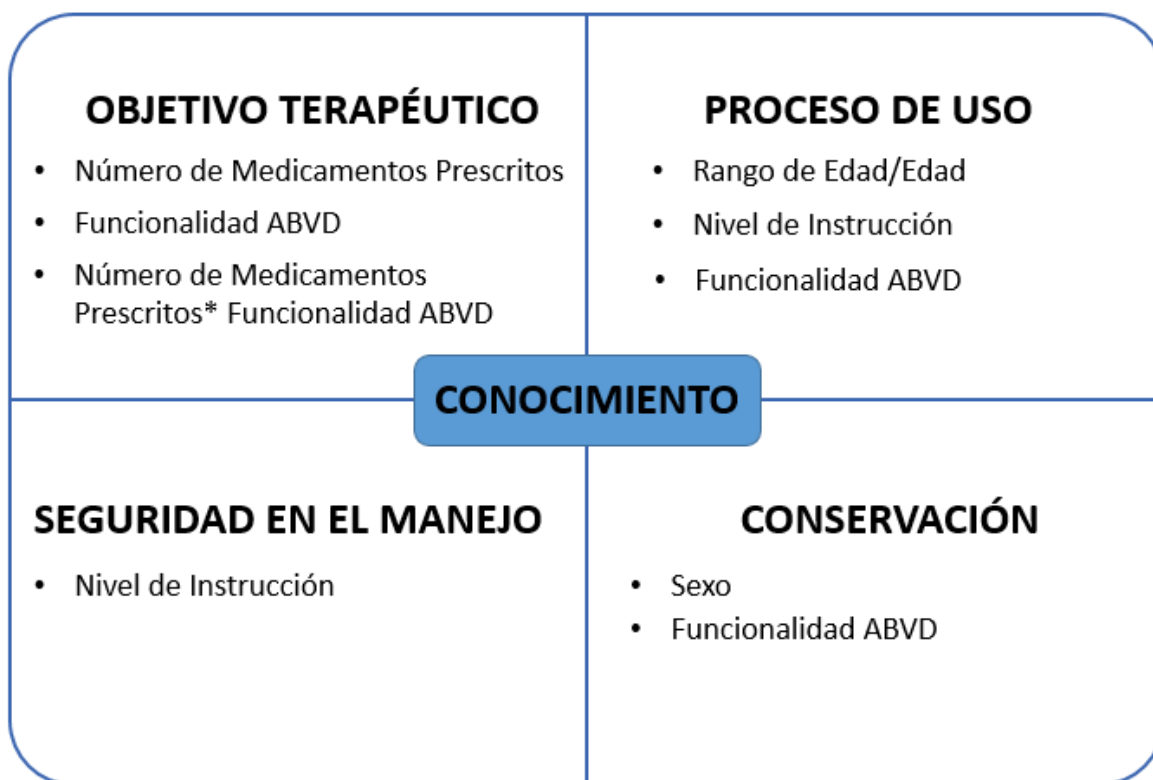 OBJETIVO TERAPÉUTICO
• Número de Medicamentos Prescritos
• Funcionalidad ABVD
• Número de Medicamentos
Prescritos* Funcionalidad ABVD
PROCESO DE USO
• Rango de Edad/Edad
• Nivel de Instrucción
• Funcionalidad ABVD
CONOCIMIENTO
SEGURIDAD EN EL MANEJO
• Nivel de Instrucción
CONSERVACIÓN
• Sexo
• Funcionalidad ABVD